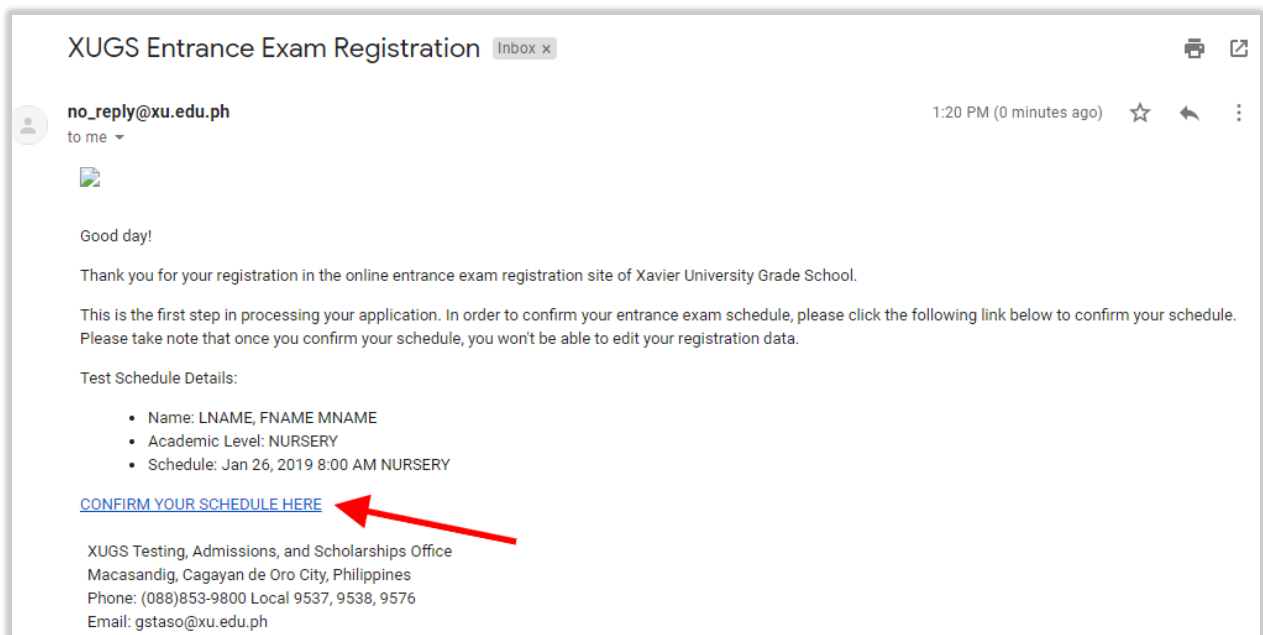 XUGS Entrance Exam Registration Inbox x
no_reply@xu.edu.ph 1:20 PM (0 minutes ago)
to me
Good day!
Thank you for your registration in the online entrance exam registration site of Xavier University Grade School.
This is the first step in processing your application. In order to confirm your entrance exam schedule, please click the following link below to confirm your schedule.
Please take note that once you confirm your schedule, you won't be able to edit your registration data.
Test Schedule Details:
• Name: LNAME, FNAME MNAME
• Academic Level: NURSERY
• Schedule: Jan 26, 2019 8:00 AM NURSERY
CONFIRM YOUR SCHEDULE HERE
XUGS Testing, Admissions, and Scholarships Office
Macasandig, Cagayan de Oro City, Philippines
Phone: (088)853-9800 Local 9537, 9538, 9576
Email: gstaso@xu.edu.ph